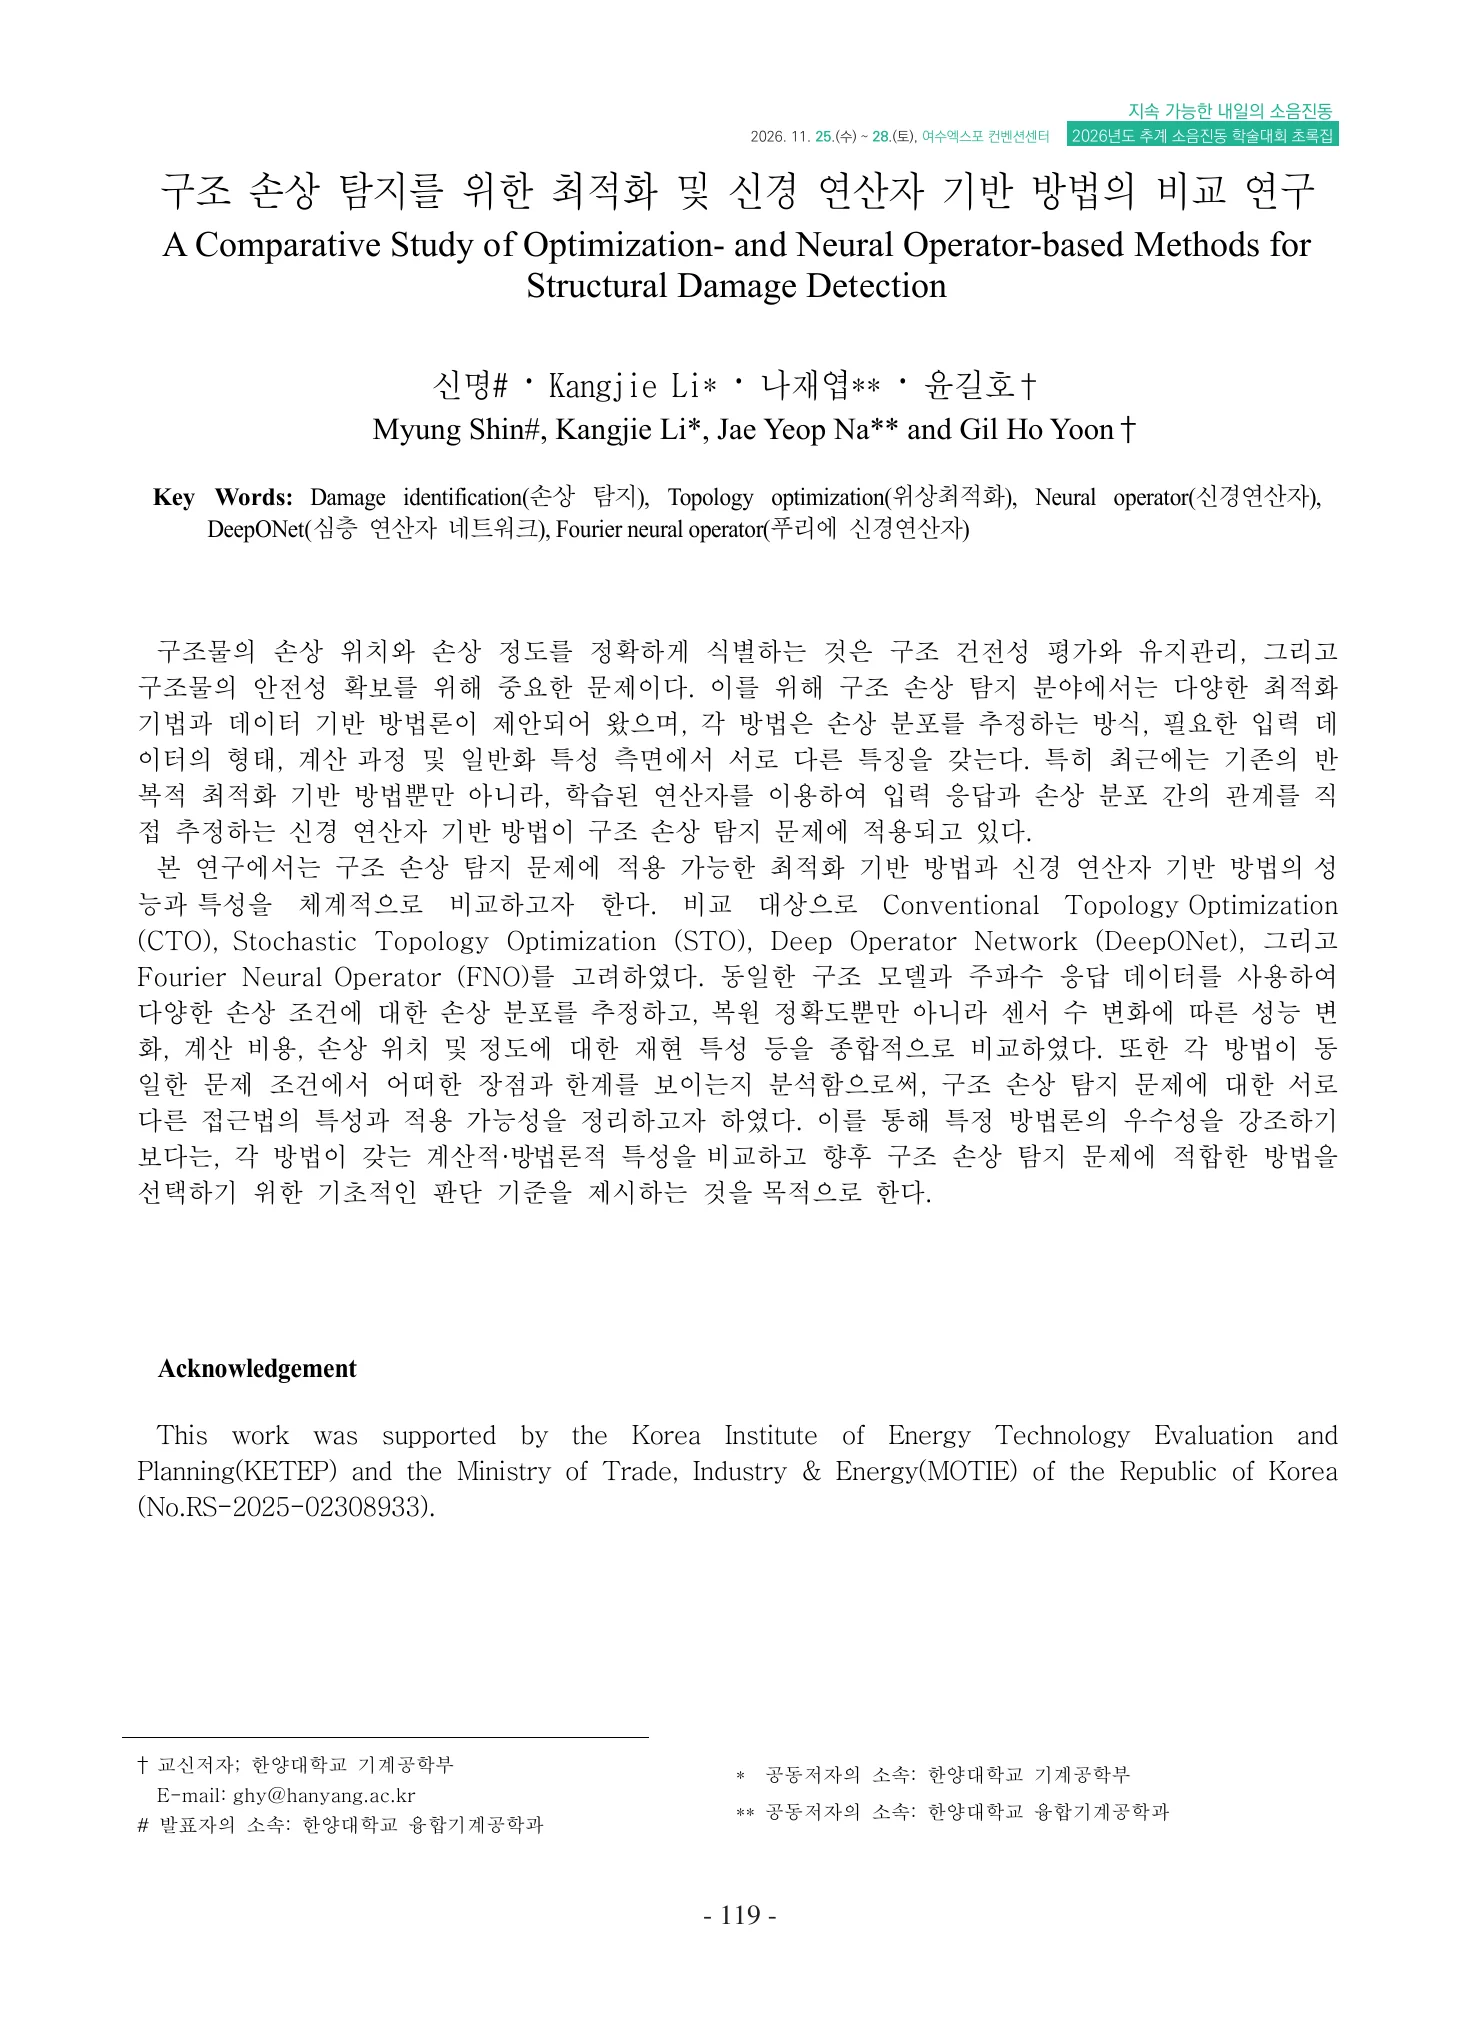 지속 가능한 내일의 소음진동
2026. 11. 25.(수) ~ 28.(토), 여수엑스포 컨벤션센터 2026년도 추계 소음진동 학술대회 초록집
구조 손상 탐지를 위한 최적화 및 신경 연산자 기반 방법의 비교 연구
A Comparative Study of Optimization- and Neural Operator-based Methods for
Structural Damage Detection
신명# · Kangjie Li* · 나재엽** · 윤길호†
Myung Shin#, Kangjie Li*, Jae Yeop Na** and Gil Ho Yoon†
Key Words: Damage identification(손상 탐지), Topology optimization(위상최적화), Neural operator(신경연산자),
DeepONet(심층 연산자 네트워크), Fourier neural operator(푸리에 신경연산자)
구조물의 손상 위치와 손상 정도를 정확하게 식별하는 것은 구조 건전성 평가와 유지관리, 그리고
구조물의 안전성 확보를 위해 중요한 문제이다. 이를 위해 구조 손상 탐지 분야에서는 다양한 최적화
기법과 데이터 기반 방법론이 제안되어 왔으며, 각 방법은 손상 분포를 추정하는 방식, 필요한 입력 데
이터의 형태, 계산 과정 및 일반화 특성 측면에서 서로 다른 특징을 갖는다. 특히 최근에는 기존의 반
복적 최적화 기반 방법뿐만 아니라, 학습된 연산자를 이용하여 입력 응답과 손상 분포 간의 관계를 직
접 추정하는 신경 연산자 기반 방법이 구조 손상 탐지 문제에 적용되고 있다.
본 연구에서는 구조 손상 탐지 문제에 적용 가능한 최적화 기반 방법과 신경 연산자 기반 방법의 성
능과 특성을 체계적으로 비교하고자 한다. 비교 대상으로 Conventional Topology Optimization
(CTO), Stochastic Topology Optimization (STO), Deep Operator Network (DeepONet), 그리고
Fourier Neural Operator (FNO)를 고려하였다. 동일한 구조 모델과 주파수 응답 데이터를 사용하여
다양한 손상 조건에 대한 손상 분포를 추정하고, 복원 정확도뿐만 아니라 센서 수 변화에 따른 성능 변
화, 계산 비용, 손상 위치 및 정도에 대한 재현 특성 등을 종합적으로 비교하였다. 또한 각 방법이 동
일한 문제 조건에서 어떠한 장점과 한계를 보이는지 분석함으로써, 구조 손상 탐지 문제에 대한 서로
다른 접근법의 특성과 적용 가능성을 정리하고자 하였다. 이를 통해 특정 방법론의 우수성을 강조하기
보다는, 각 방법이 갖는 계산적·방법론적 특성을 비교하고 향후 구조 손상 탐지 문제에 적합한 방법을
선택하기 위한 기초적인 판단 기준을 제시하는 것을 목적으로 한다.
Acknowledgement
This work was supported by the Korea Institute of Energy Technology Evaluation and
Planning(KETEP) and the Ministry of Trade, Industry & Energy(MOTIE) of the Republic of Korea
(No.RS-2025-02308933).
† 교신저자; 한양대학교 기계공학부
E-mail: ghy@hanyang.ac.kr
# 발표자의 소속: 한양대학교 융합기계공학과
* 공동저자의 소속: 한양대학교 기계공학부
** 공동저자의 소속: 한양대학교 융합기계공학과
- 119 -